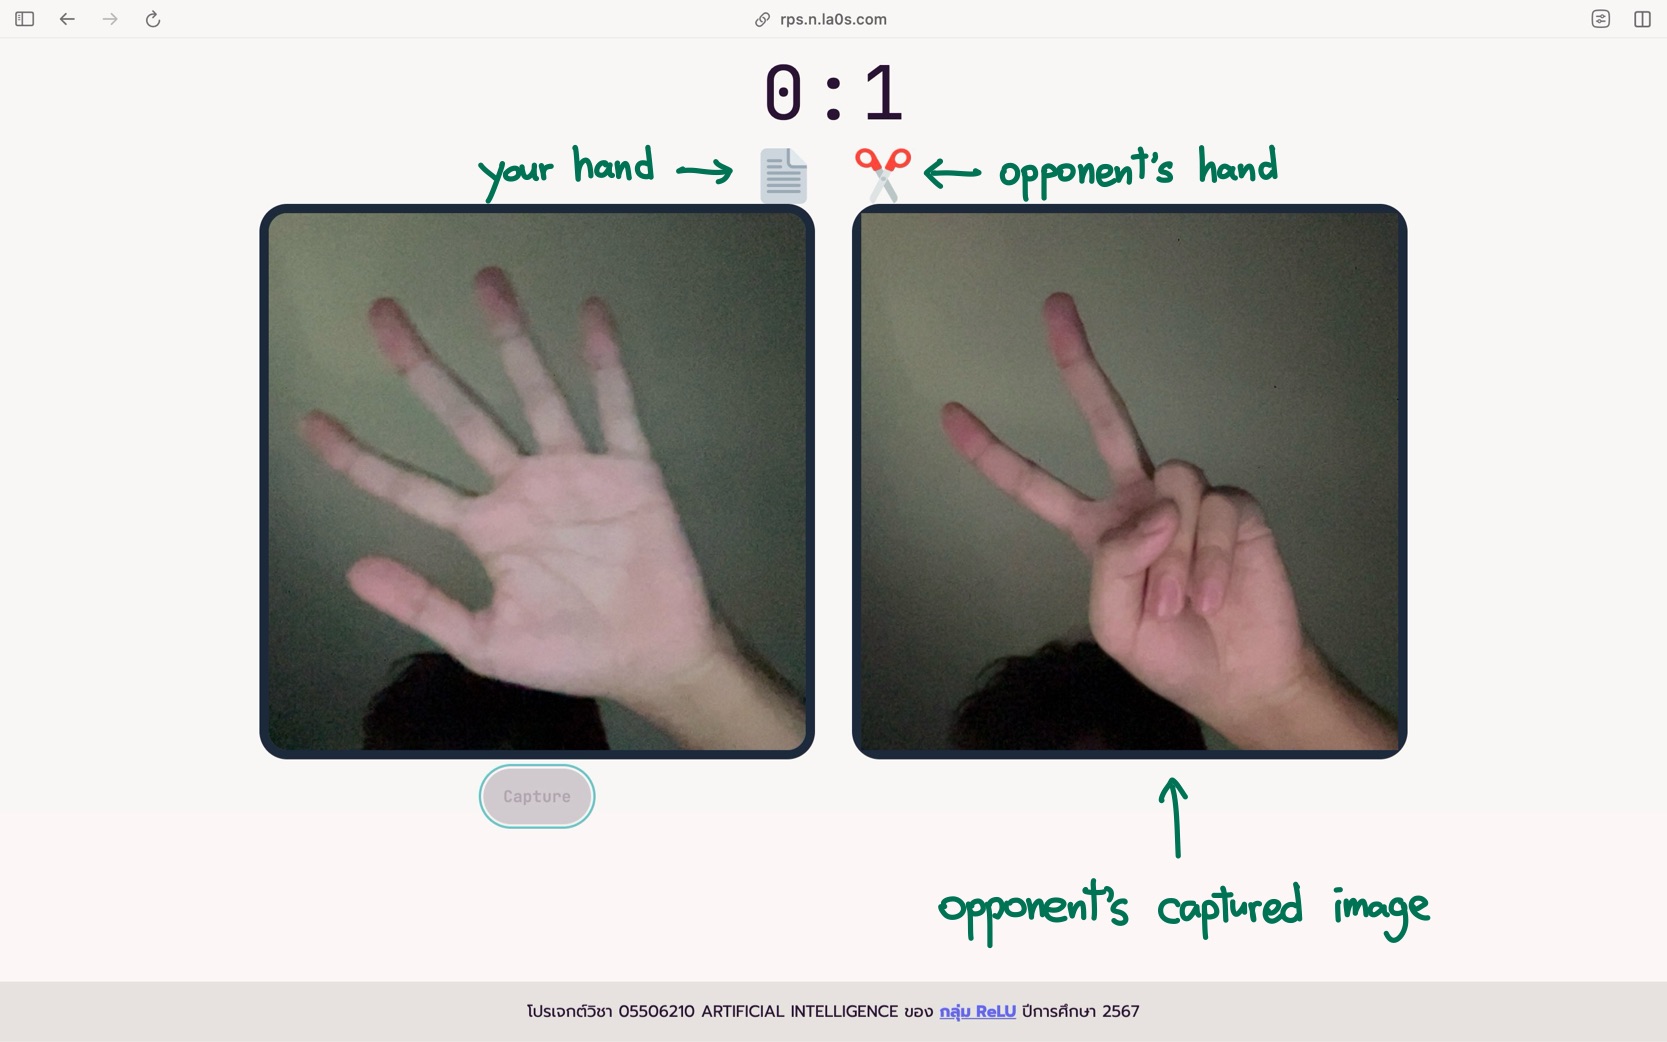 rps.n.la0s.com
0:1
your hand → ← opponent's hand
Capture
opponent's captured image
โปรเจกต์วิชา 05506210 ARTIFICIAL INTELLIGENCE ของ กลุ่ม ReLU ปีการศึกษา 2567